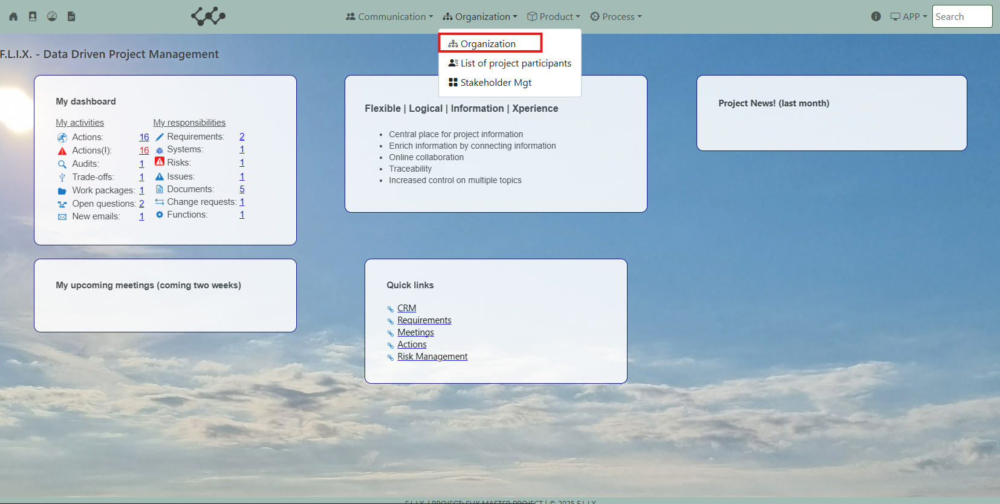 Communication Organization Product Process APP Search
Organization
List of project participants
Stakeholder Mgt
F.L.I.X. - Data Driven Project Management
My dashboard
My activities
Actions: 16
Actions(!): 16
Audits: 1
Trade-offs: 1
Work packages: 1
Open questions: 2
New emails: 1
My responsibilities
Requirements: 2
Systems: 1
Risks: 1
Issues: 1
Documents: 5
Change requests: 1
Functions: 1
Flexible | Logical | Information | Xperience
• Central place for project information
• Enrich information by connecting information
• Online collaboration
• Traceability
• Increased control on multiple topics
Project News! (last month)
My upcoming meetings (coming two weeks)
Quick links
CRM
Requirements
Meetings
Actions
Risk Management
F.L.I.X. | PROJECT: FLIX MASTER PROJECT | © 2025 F.L.I.X.